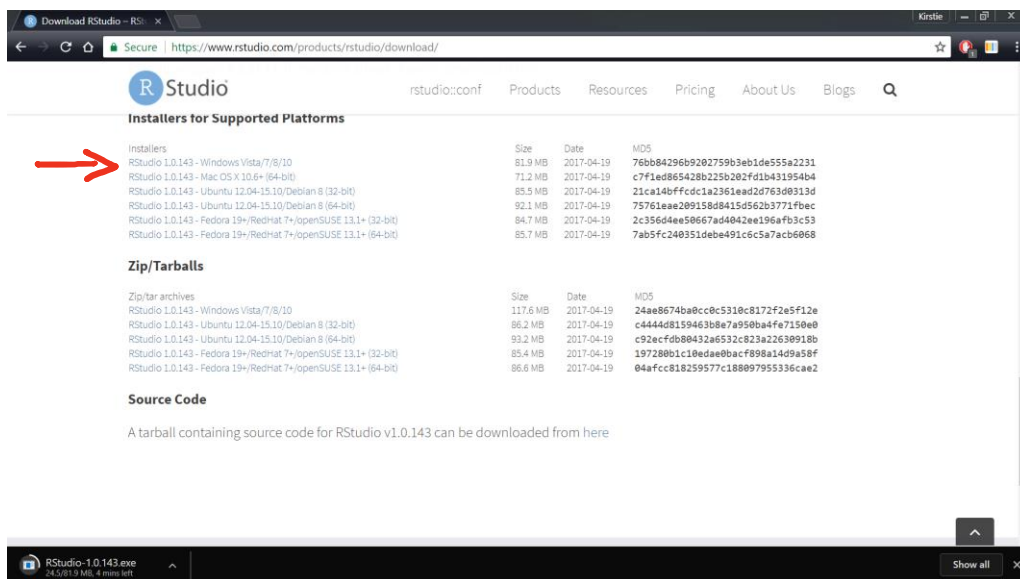 Download RStudio – RS
Kirstie
Secure | https://www.rstudio.com/products/rstudio/download/
R Studio rstudio::conf Products Resources Pricing About Us Blogs
Installers for Supported Platforms
Installers Size Date MD5
RStudio 1.0.143 - Windows Vista/7/8/10 81.9 MB 2017-04-19 76bb84296b9202759b3eb1de555a2231
RStudio 1.0.143 - Mac OS X 10.6+ (64-bit) 71.2 MB 2017-04-19 c7f1ed865428b225b202fd1b431954b4
RStudio 1.0.143 - Ubuntu 12.04-15.10/Debian 8 (32-bit) 85.5 MB 2017-04-19 21ca14bffcdc1a2361ead2d763d0313d
RStudio 1.0.143 - Ubuntu 12.04-15.10/Debian 8 (64-bit) 92.1 MB 2017-04-19 75761eae209158d8415d562b3771fbec
RStudio 1.0.143 - Fedora 19+/RedHat 7+/openSUSE 13.1+ (32-bit) 84.7 MB 2017-04-19 2c356d4ee50667ad4042ee196afb3c53
RStudio 1.0.143 - Fedora 19+/RedHat 7+/openSUSE 13.1+ (64-bit) 85.7 MB 2017-04-19 7ab5fc240351debe491c6c5a7acb6068
Zip/Tarballs
Zip/tar archives Size Date MD5
RStudio 1.0.143 - Windows Vista/7/8/10 117.6 MB 2017-04-19 24ae8674ba0cc0c5310c8172f2e5f12e
RStudio 1.0.143 - Ubuntu 12.04-15.10/Debian 8 (32-bit) 86.2 MB 2017-04-19 c4444d8159463b8e7a950ba4fe7150e0
RStudio 1.0.143 - Ubuntu 12.04-15.10/Debian 8 (64-bit) 93.2 MB 2017-04-19 c92ecfdb80432a6532c823a22630918b
RStudio 1.0.143 - Fedora 19+/RedHat 7+/openSUSE 13.1+ (32-bit) 85.4 MB 2017-04-19 197280b1c10edae0bacf898a14d9a58f
RStudio 1.0.143 - Fedora 19+/RedHat 7+/openSUSE 13.1+ (64-bit) 86.6 MB 2017-04-19 04afcc818259577c188097955336cae2
Source Code
A tarball containing source code for RStudio v1.0.143 can be downloaded from here
RStudio-1.0.143.exe
24.5/81.9 MB, 4 mins left
Show all